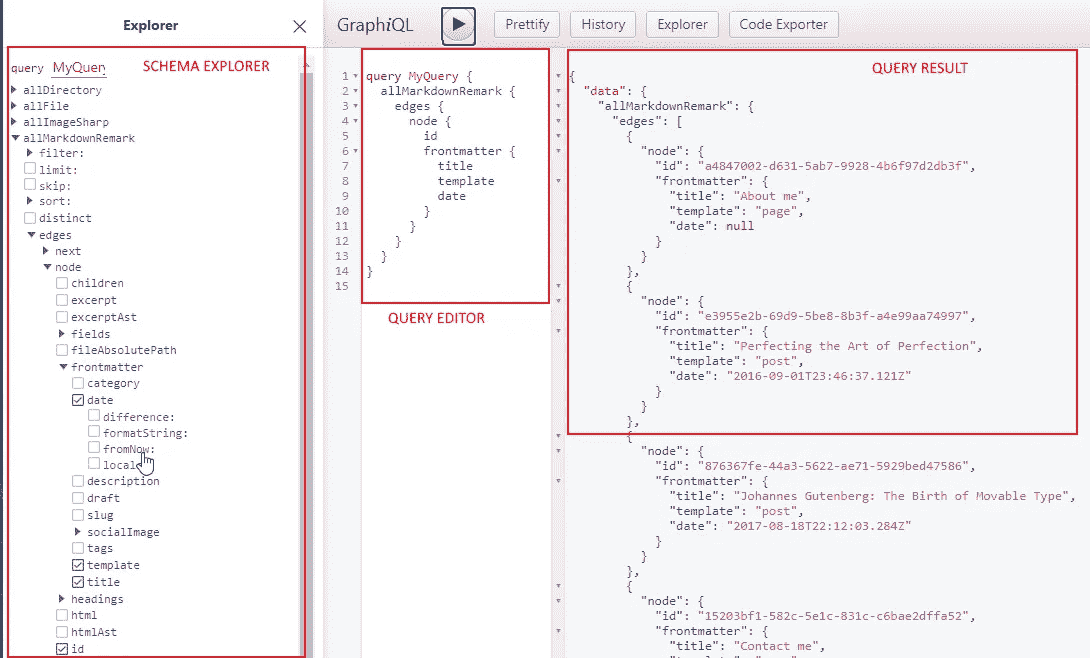 Explorer
GraphiQL
Prettify
History
Explorer
Code Exporter
query MyQuery
SCHEMA EXPLORER
allDirectory
allFile
allImageSharp
allMarkdownRemark
filter:
limit:
skip:
sort:
distinct
edges
next
node
children
excerpt
excerptAst
fields
fileAbsolutePath
frontmatter
category
date
difference:
formatString:
fromNow:
local
description
draft
slug
socialImage
tags
template
title
headings
html
htmlAst
id
1 query MyQuery {
2 allMarkdownRemark {
3 edges {
4 node {
5 id
6 frontmatter {
7 title
8 template
9 date
10 }
11 }
12 }
13 }
14 }
15
QUERY EDITOR
QUERY RESULT
{
"data": {
"allMarkdownRemark": {
"edges": [
{
"node": {
"id": "a4847002-d631-5ab7-9928-4b6f97d2db3f",
"frontmatter": {
"title": "About me",
"template": "page",
"date": null
}
}
},
{
"node": {
"id": "e3955e2b-69d9-5be8-8b3f-a4e99aa74997",
"frontmatter": {
"title": "Perfecting the Art of Perfection",
"template": "post",
"date": "2016-09-01T23:46:37.121Z"
}
}
},
{
"node": {
"id": "876367fe-44a3-5622-ae71-5929bed47586",
"frontmatter": {
"title": "Johannes Gutenberg: The Birth of Movable Type",
"template": "post",
"date": "2017-08-18T22:12:03.284Z"
}
}
},
{
"node": {
"id": "15203bf1-582c-5e1c-831c-c6bae2dffa52",
"frontmatter": {
"title": "Contact me",